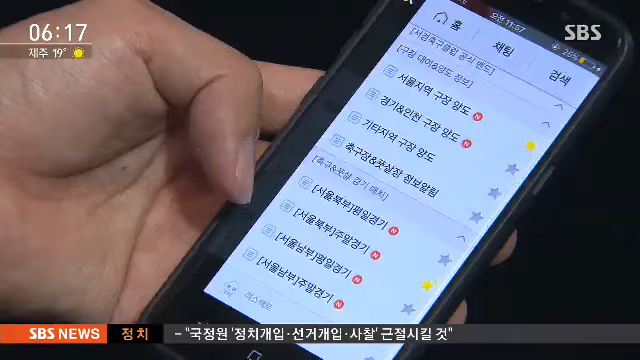 06:17
제주 19°
SBS
오전 11:57
25%
홈
채팅
검색
[서경축구클럽 공식 밴드]
[구장 대여&양도 정보]
서울지역 구장 양도 N
경기&인천 구장 양도 N
기타지역 구장 양도
축구장&풋살장 정보알림
[축구&풋살 경기 매치]
[서울북부]평일경기 N
[서울북부]주말경기 N
[서울남부]평일경기 N
[서울남부]주말경기 N
SBS NEWS
정치
– "국정원 '정치개입·선거개입·사찰' 근절시킬 것"